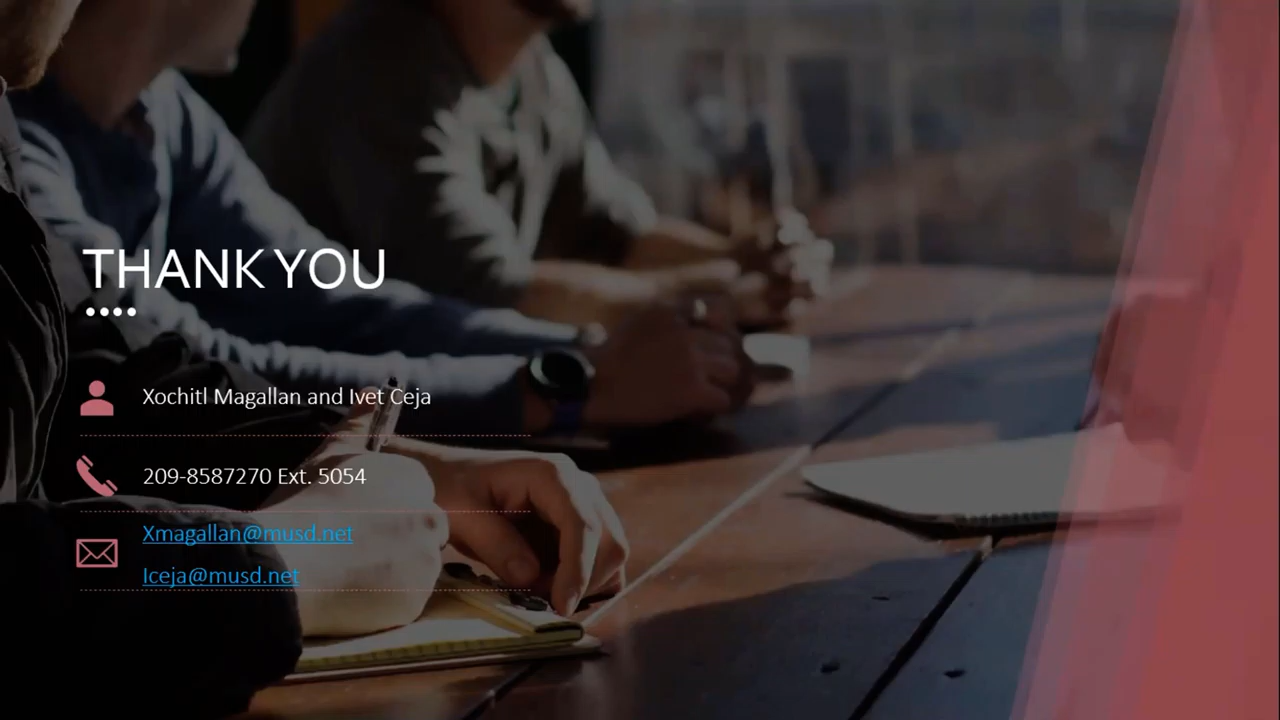 THANK YOU
Xochitl Magallan and Ivet Ceja
209-8587270 Ext. 5054
Xmagallan@musd.net
Iceja@musd.net